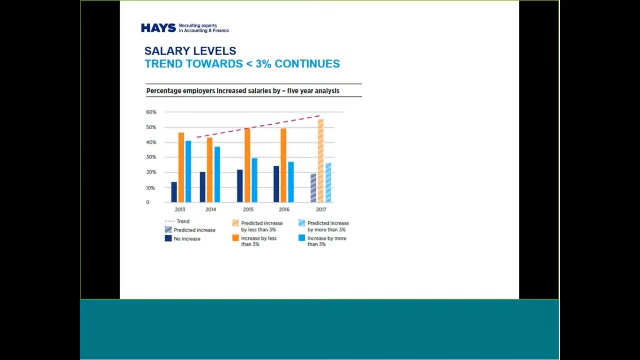 HAYS Recruiting experts
in Accounting & Finance
SALARY LEVELS
TREND TOWARDS < 3% CONTINUES
Percentage employers increased salaries by – five year analysis
60%
50%
40%
30%
20%
10%
0
2013 2014 2015 2016 2017
Trend
Predicted increase
No increase
Predicted increase
by less than 3%
Increase by less
than 3%
Predicted increase
by more than 3%
Increase by more
than 3%